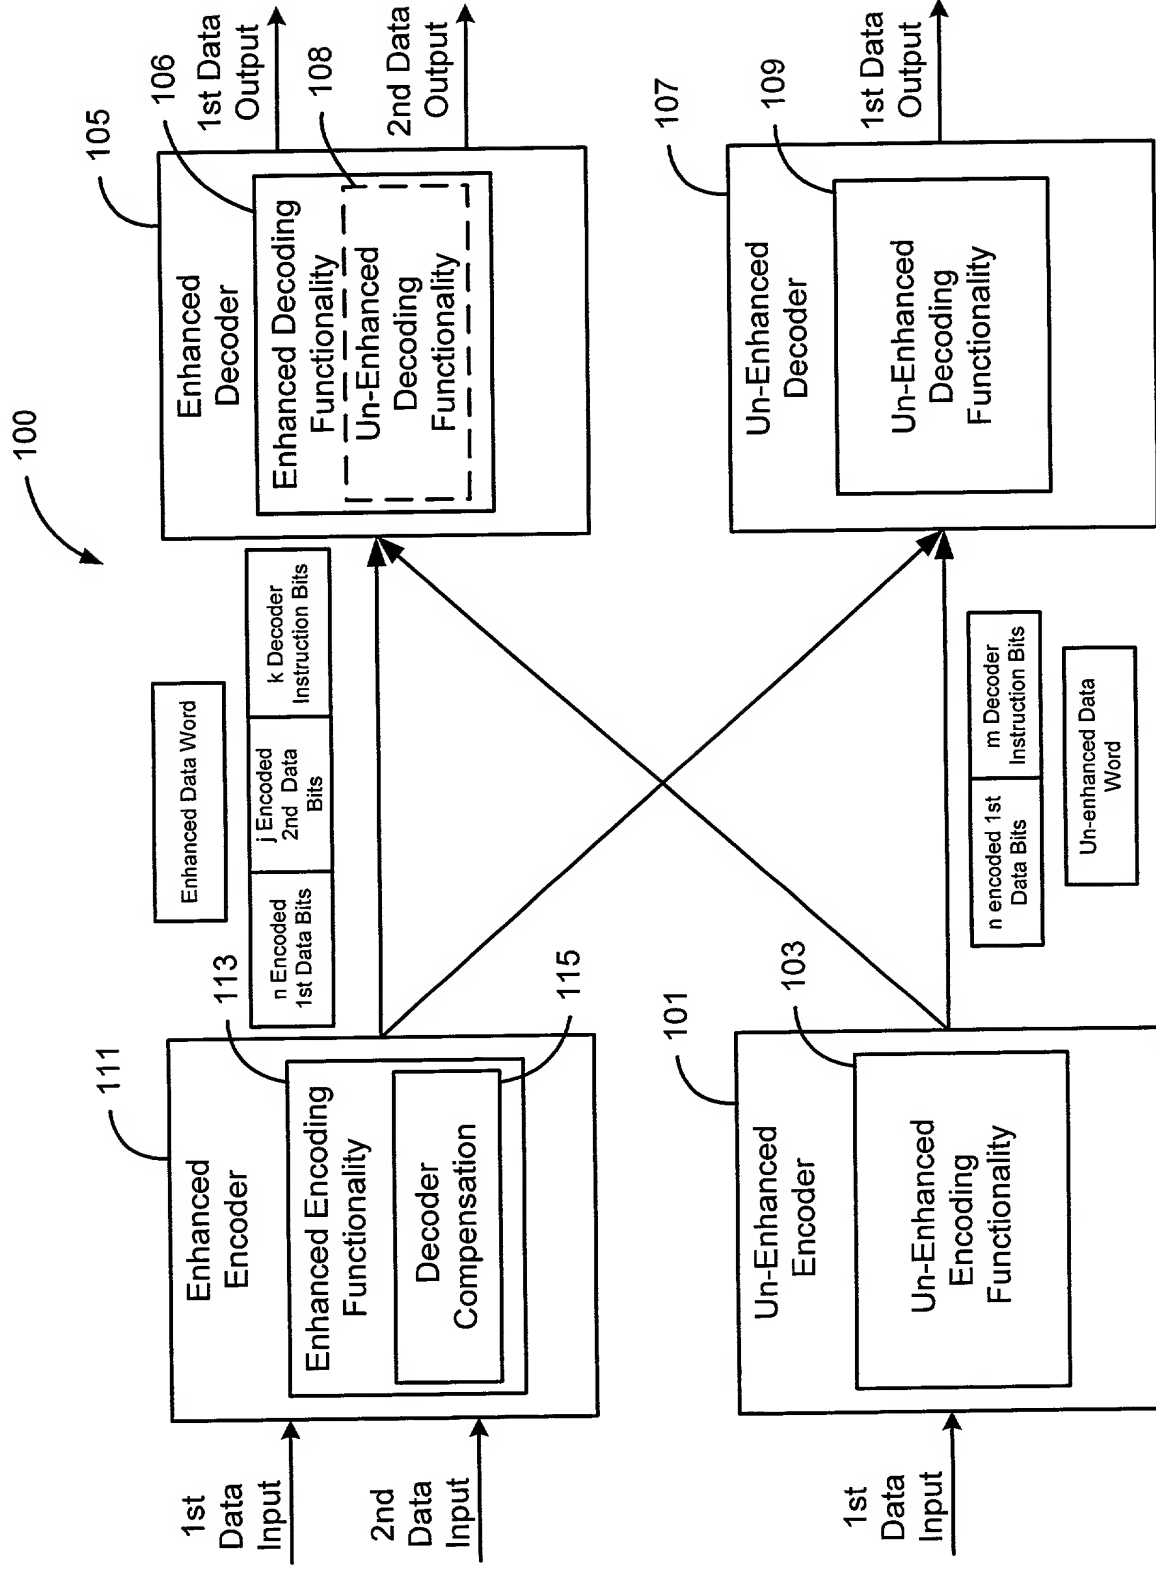 100
111
Enhanced
Encoder
113
Enhanced Encoding
Functionality
115
Decoder
Compensation
1st
Data
Input
2nd
Data
Input
Enhanced Data Word
n Encoded
1st Data Bits
j Encoded
2nd Data
Bits
k Decoder
Instruction Bits
105
Enhanced
Decoder
106
Enhanced Decoding
Functionality
108
Un-Enhanced
Decoding
Functionality
1st Data
Output
2nd Data
Output
101
Un-Enhanced
Encoder
103
Un-Enhanced
Encoding
Functionality
1st
Data
Input
n encoded 1st
Data Bits
m Decoder
Instruction Bits
Un-enhanced Data
Word
107
Un-Enhanced
Decoder
109
Un-Enhanced
Decoding
Functionality
1st Data
Output